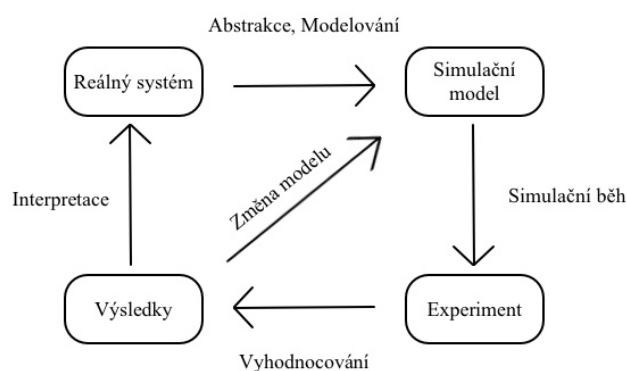 Abstrakce, Modelování
Reálný systém
Simulační
model
Změna modelu
Interpretace
Simulační běh
Výsledky
Experiment
Vyhodnocování